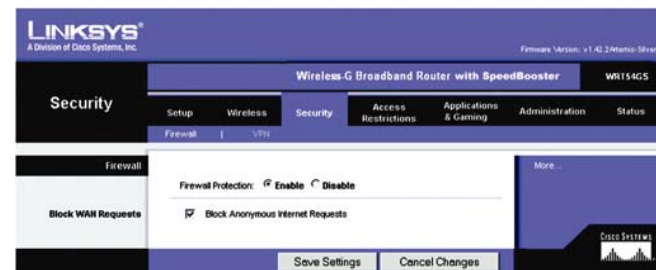 LINKSYS®
A Division of Cisco Systems, Inc.
Firmware Version: v1.42.2Artemis-Silver
Wireless-G Broadband Router with SpeedBooster WRT54GS
Security
Setup Wireless Security Access Restrictions Applications & Gaming Administration Status
Firewall | VPN
Firewall
More...
Firewall Protection: Enable Disable
Block WAN Requests
Block Anonymous Internet Requests
CISCO SYSTEMS
Save Settings Cancel Changes